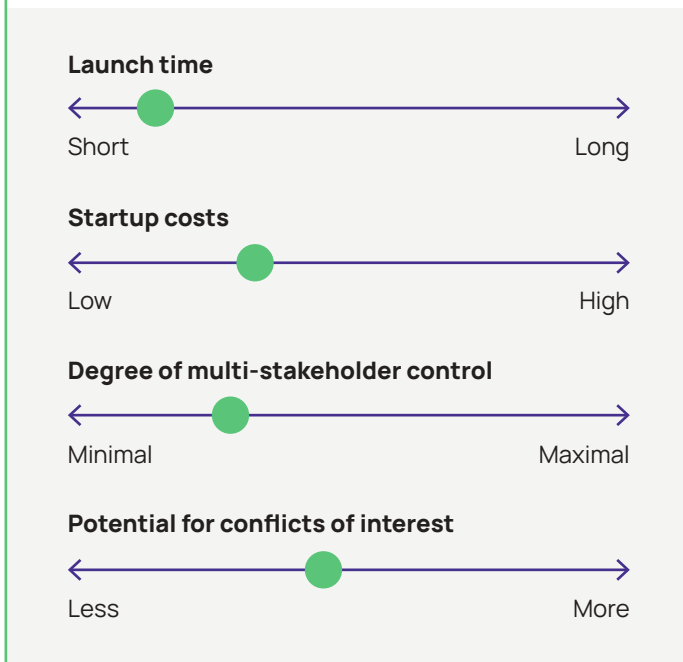 Launch time
Short Long
Startup costs
Low High
Degree of multi-stakeholder control
Minimal Maximal
Potential for conflicts of interest
Less More